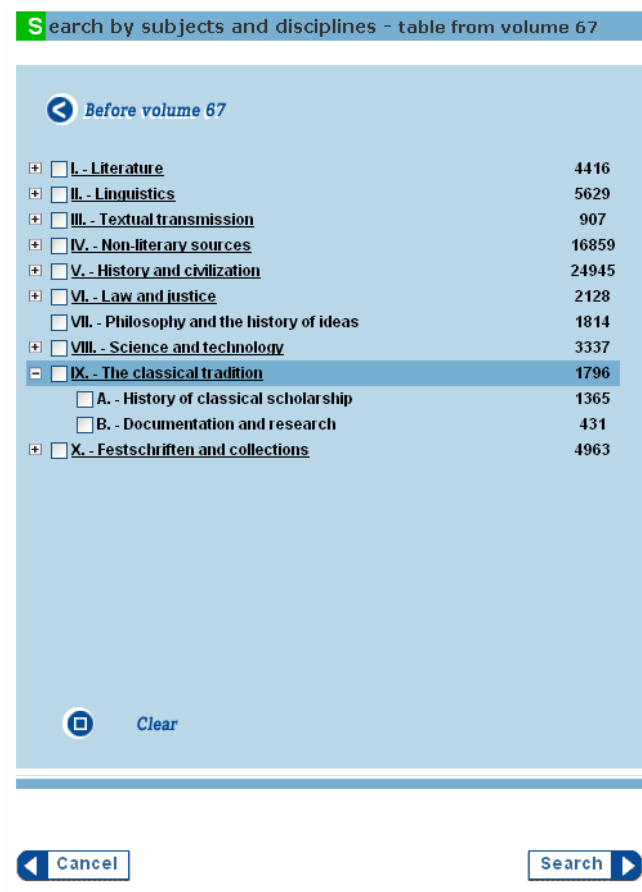 Search by subjects and disciplines - table from volume 67
Before volume 67
I. - Literature 4416
II. - Linguistics 5629
III. - Textual transmission 907
IV. - Non-literary sources 16859
V. - History and civilization 24945
VI. - Law and justice 2128
VII. - Philosophy and the history of ideas 1814
VIII. - Science and technology 3337
IX. - The classical tradition 1796
A. - History of classical scholarship 1365
B. - Documentation and research 431
X. - Festschriften and collections 4963
Clear
Cancel Search